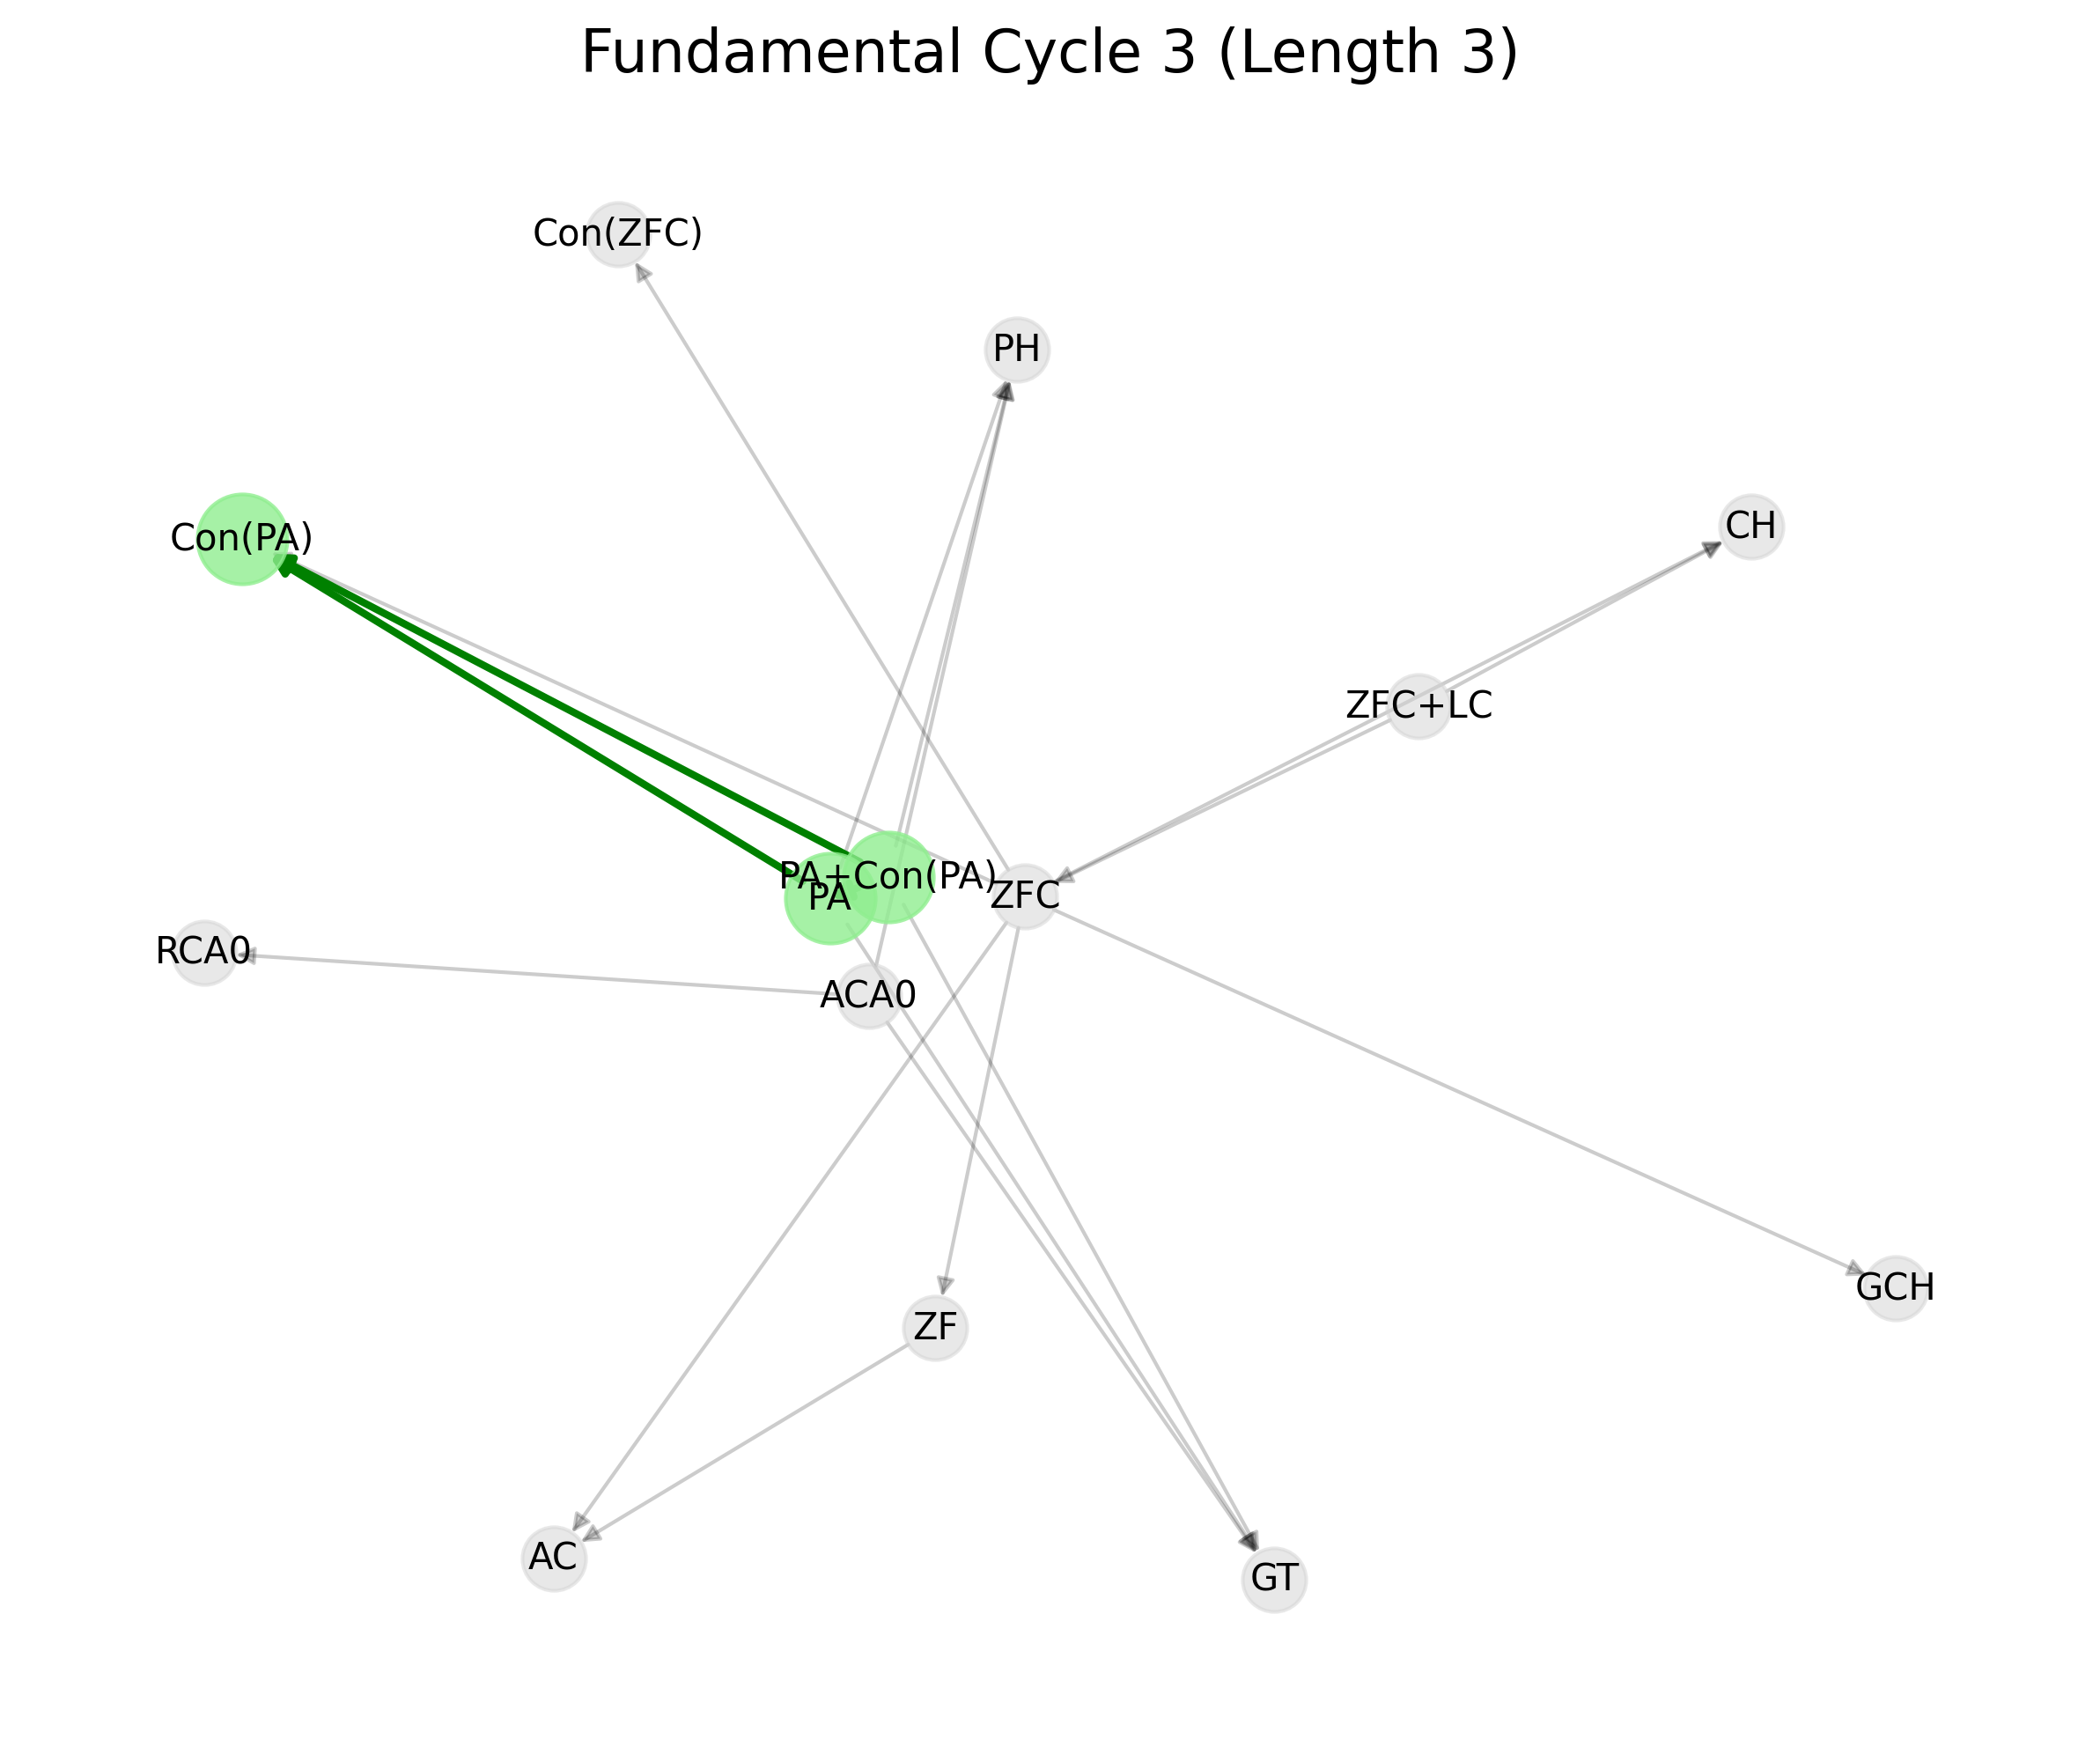 Fundamental Cycle 3 (Length 3)
Con(ZFC)
PH
CH
Con(PA)
ZFC+LC
PA+Con(PA)
PA
ZFC
RCA0
ACA0
GCH
ZF
AC
GT